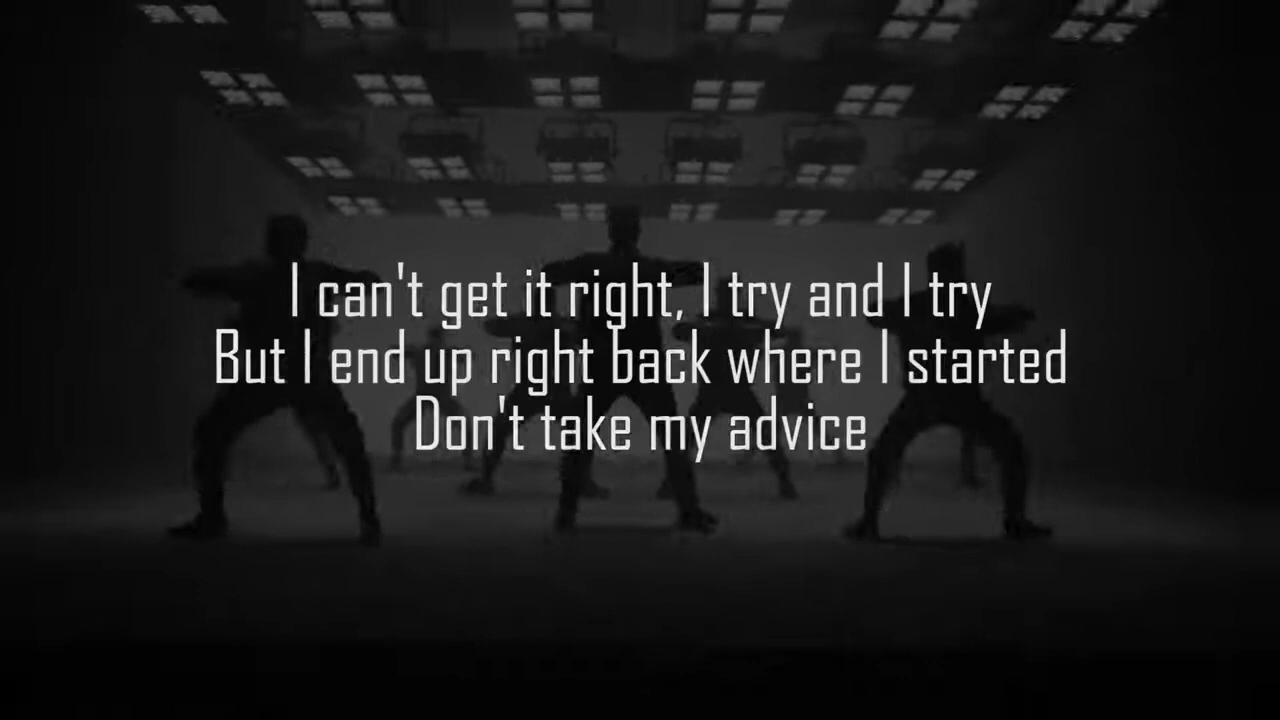 I can't get it right, I try and I try
But I end up right back where I started
Don't take my advice